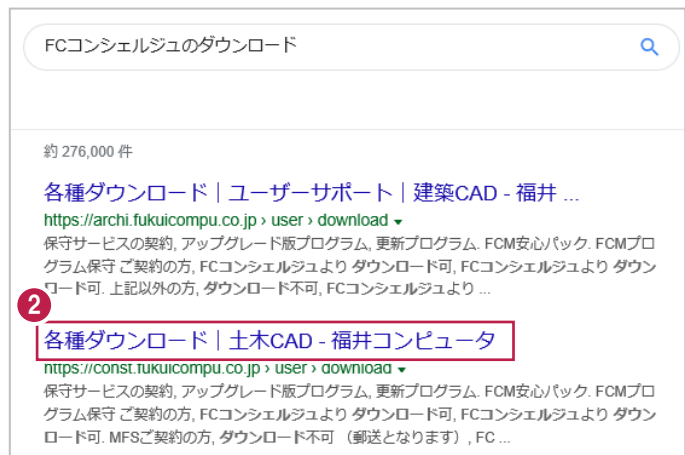 FCコンシェルジュのダウンロード
約 276,000 件
各種ダウンロード｜ユーザーサポート｜建築CAD - 福井 ...
https://archi.fukuicompu.co.jp › user › download
保守サービスの契約, アップグレード版プログラム, 更新プログラム. FCM安心パック. FCMプロ
グラム保守 ご契約の方, FCコンシェルジュより ダウンロード可, FCコンシェルジュより ダウン
ロード可. 上記以外の方, ダウンロード不可, FCコンシェルジュより ...
2
各種ダウンロード｜土木CAD - 福井コンピュータ
https://const.fukuicompu.co.jp › user › download
保守サービスの契約, アップグレード版プログラム, 更新プログラム. FCM安心パック. FCMプロ
グラム保守 ご契約の方, FCコンシェルジュより ダウンロード可, FCコンシェルジュより ダウン
ロード可. MFSご契約の方, ダウンロード不可 （郵送となります）, FC ...